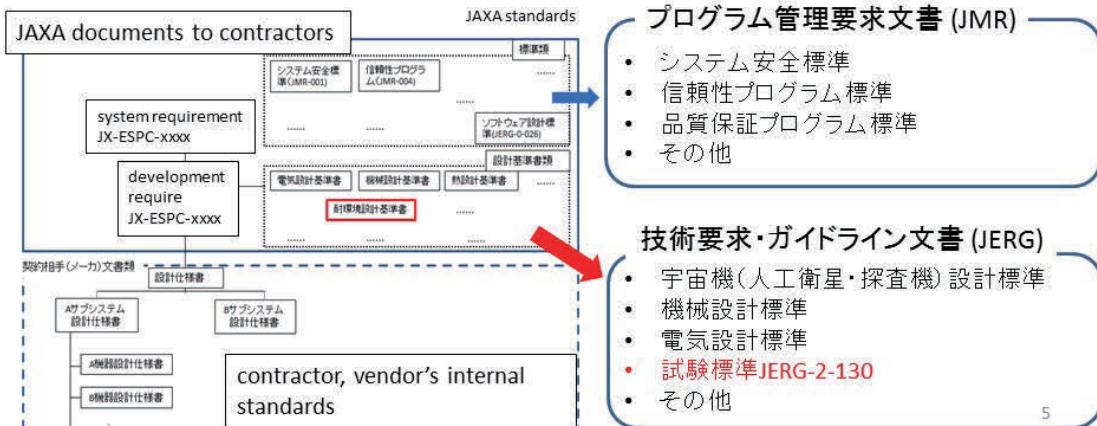 JAXA documents to contractors
JAXA standards
標準類
システム安全標
準(JMR-001)
信頼性プログラ
ム(JMR-004)
......
......
......
......
ソフトウェア設計標
準(JERG-0-026)
system requirement
JX-ESPC-xxxx
development
require
JX-ESPC-xxxx
設計基準書類
電気設計基準書
機械設計基準書
熱設計基準書
......
耐環境設計基準書
......
......
......
......
契約相手(メーカ)文書類
設計仕様書
Aサブシステム
設計仕様書
Bサブシステム
設計仕様書
A機器設計仕様書
B機器設計仕様書
contractor, vendor's internal
standards
プログラム管理要求文書 (JMR)
• システム安全標準
• 信頼性プログラム標準
• 品質保証プログラム標準
• その他
技術要求・ガイドライン文書 (JERG)
• 宇宙機(人工衛星・探査機)設計標準
• 機械設計標準
• 電気設計標準
• 試験標準JERG-2-130
• その他
5